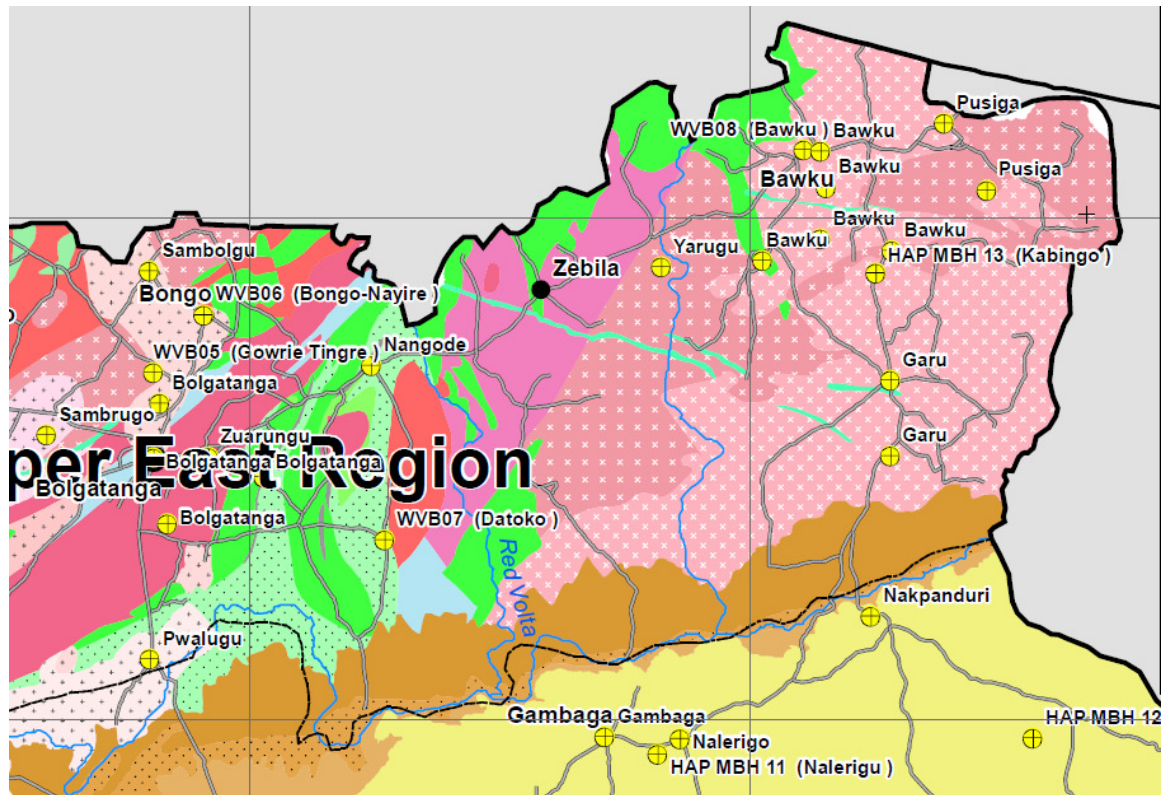 Pusiga
WVB08 (Bawku ) Bawku
Bawku
Bawku
Pusiga
Bawku
Sambolgu
Yarugu
Bawku
Bawku
HAP MBH 13 (Kabingo )
Zebila
Bongo WVB06 (Bongo-Nayire )
WVB05 (Gowrie Tingre )
Nangode
Garu
Bolgatanga
Sambrugo
Zuarungu
Garu
per East Region
Bolgatanga Bolgatanga
Bolgatanga
Bolgatanga
WVB07 (Datoko )
Red Volta
Nakpanduri
Pwalugu
Gambaga Gambaga
HAP MBH 12
Nalerigo
HAP MBH 11 (Nalerigu )